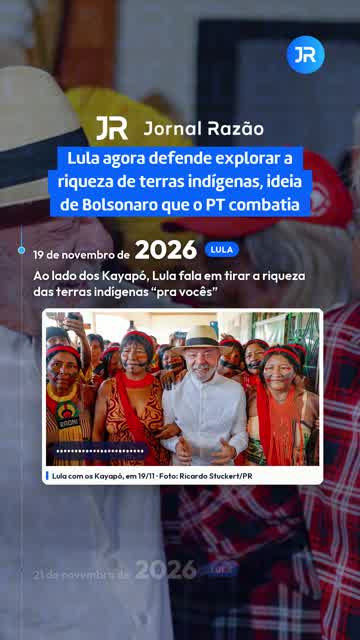 JR
JR Jornal Razão
Lula agora defende explorar a
riqueza de terras indígenas, ideia
de Bolsonaro que o PT combatia
19 de novembro de 2026 LULA
Ao lado dos Kayapó, Lula fala em tirar a riqueza
das terras indígenas “pra vocês”
RAONI
Lula com os Kayapó, em 19/11 · Foto: Ricardo Stuckert/PR
21 de novembro de 2026 LULA